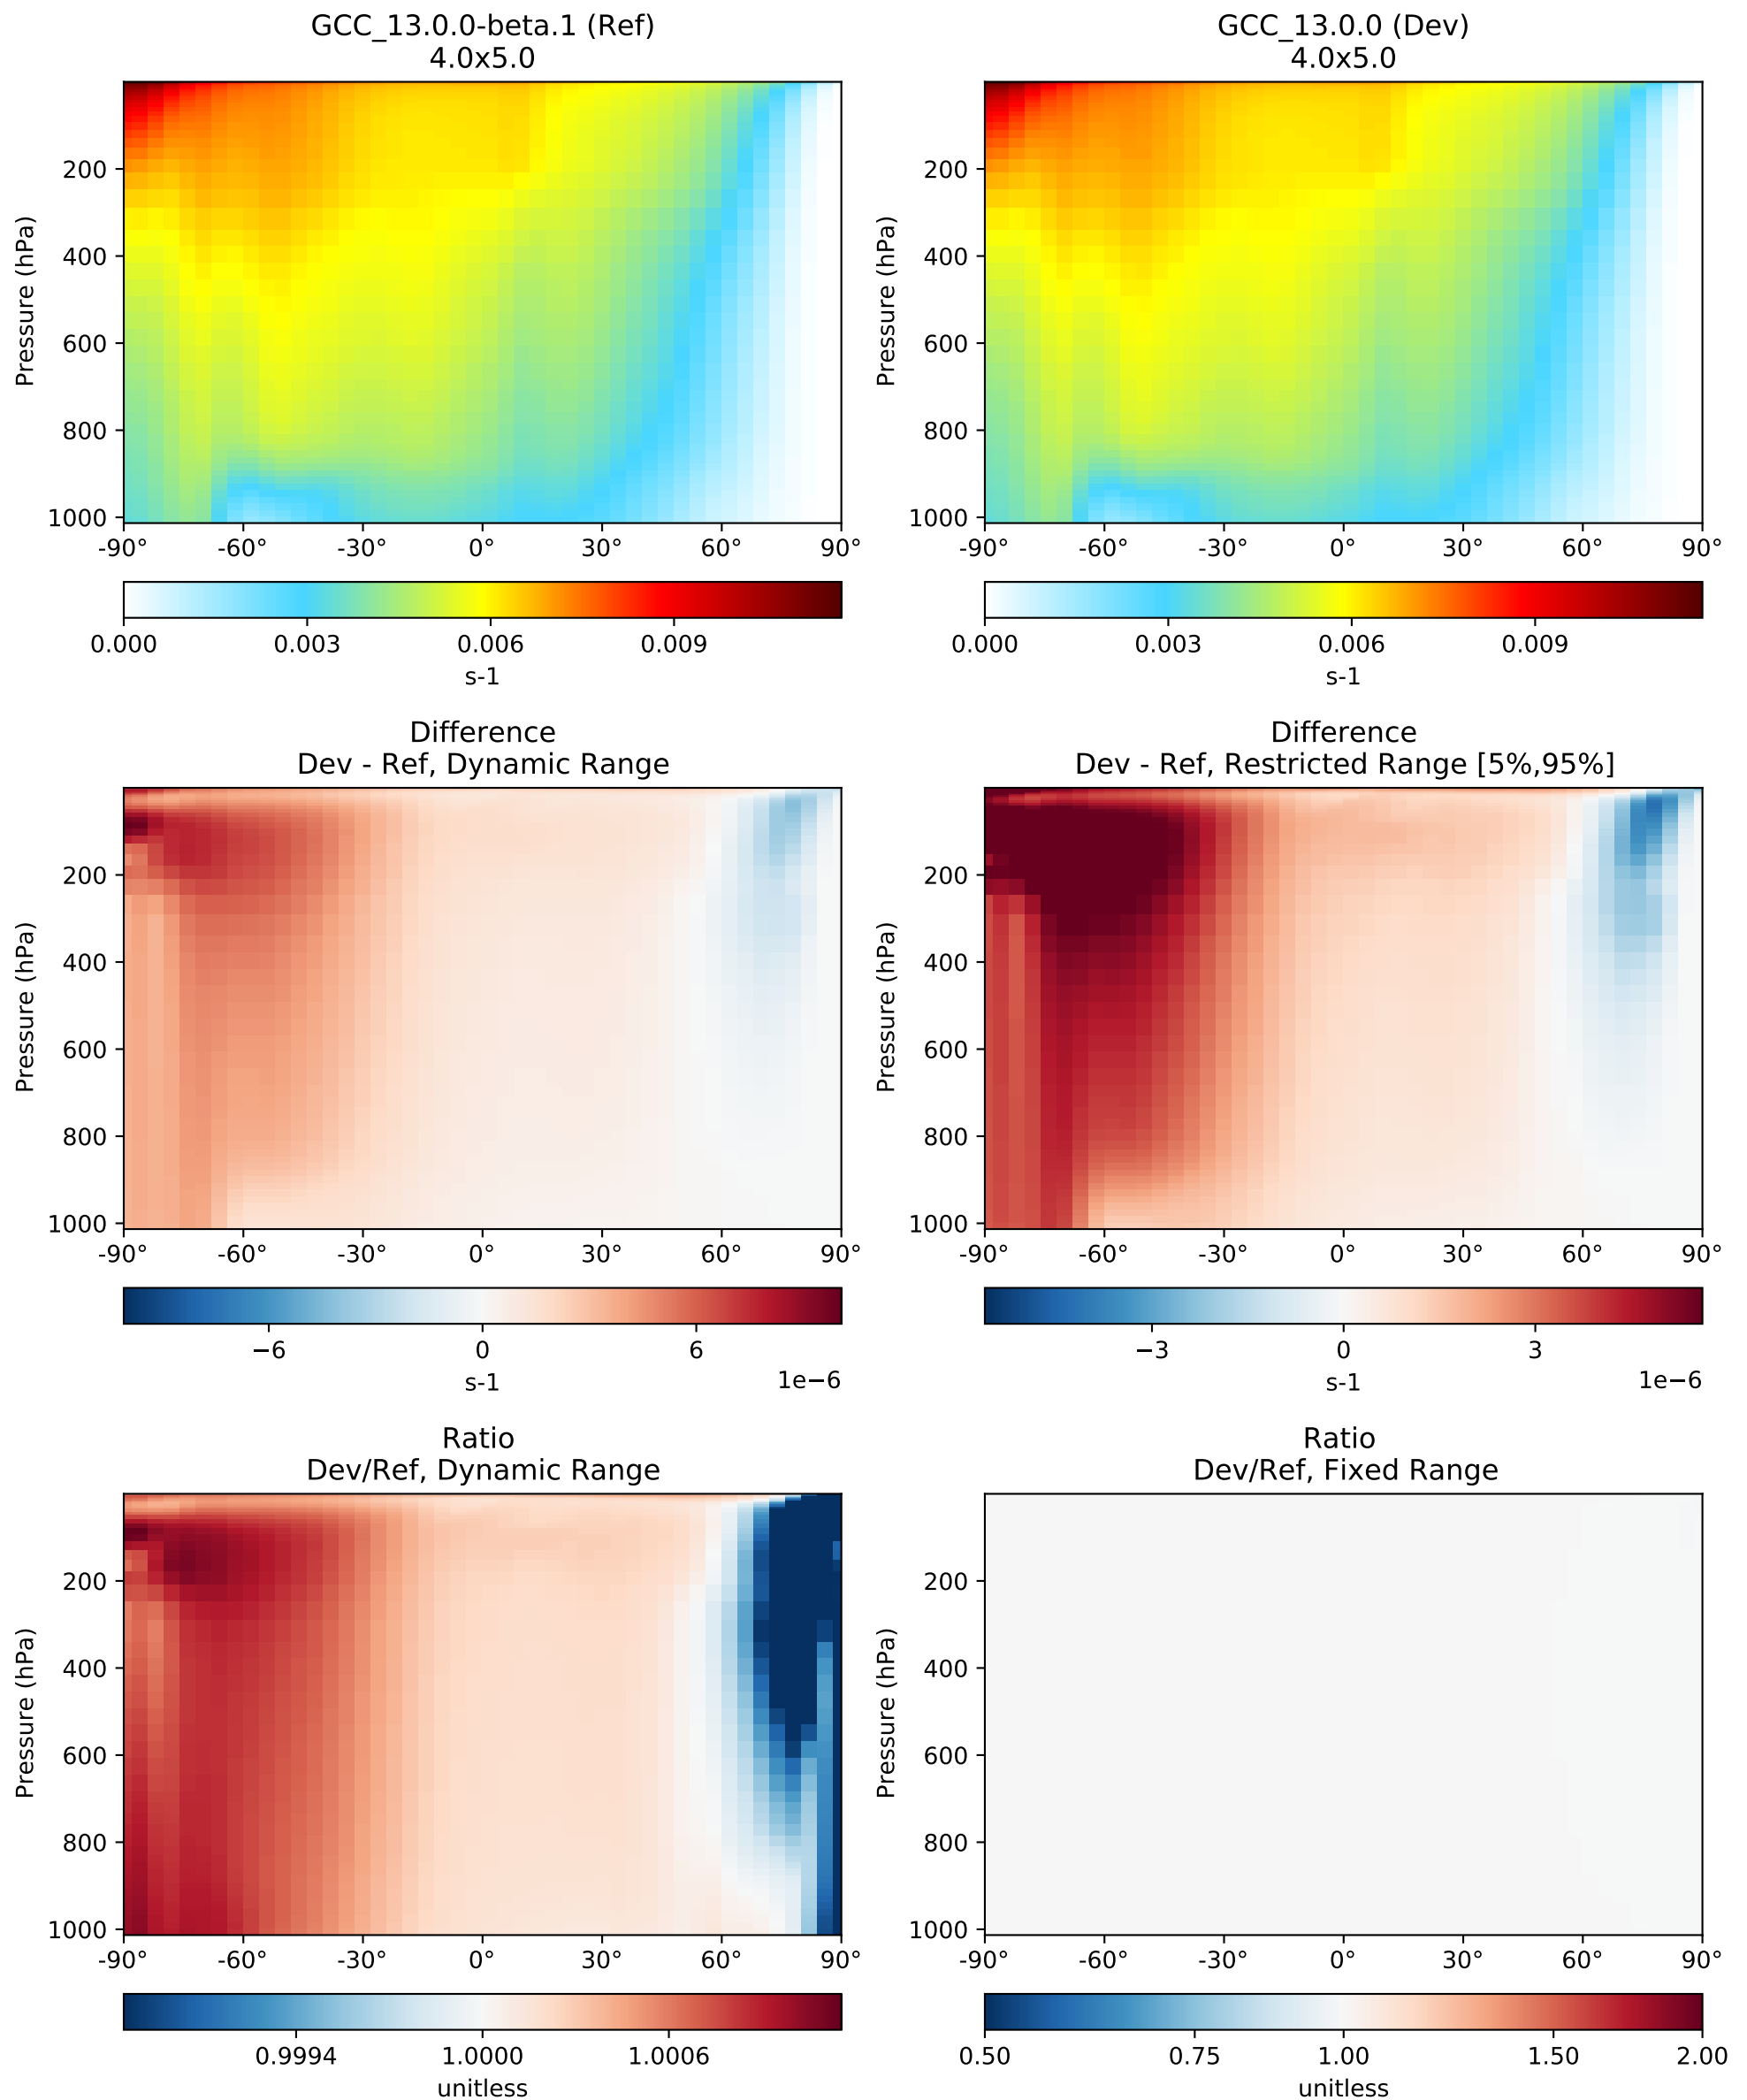 GCC_13.0.0-beta.1 (Ref)
4.0x5.0
Pressure (hPa)
200
400
600
800
1000
-90° -60° -30° 0° 30° 60° 90°
0.000 0.003 0.006 0.009
s-1
GCC_13.0.0 (Dev)
4.0x5.0
Pressure (hPa)
200
400
600
800
1000
-90° -60° -30° 0° 30° 60° 90°
0.000 0.003 0.006 0.009
s-1
Difference
Dev - Ref, Dynamic Range
Pressure (hPa)
200
400
600
800
1000
-90° -60° -30° 0° 30° 60° 90°
−6 0 6
s-1 1e−6
Difference
Dev - Ref, Restricted Range [5%,95%]
Pressure (hPa)
200
400
600
800
1000
-90° -60° -30° 0° 30° 60° 90°
−3 0 3
s-1 1e−6
Ratio
Dev/Ref, Dynamic Range
Pressure (hPa)
200
400
600
800
1000
-90° -60° -30° 0° 30° 60° 90°
0.9994 1.0000 1.0006
unitless
Ratio
Dev/Ref, Fixed Range
Pressure (hPa)
200
400
600
800
1000
-90° -60° -30° 0° 30° 60° 90°
0.50 0.75 1.00 1.50 2.00
unitless